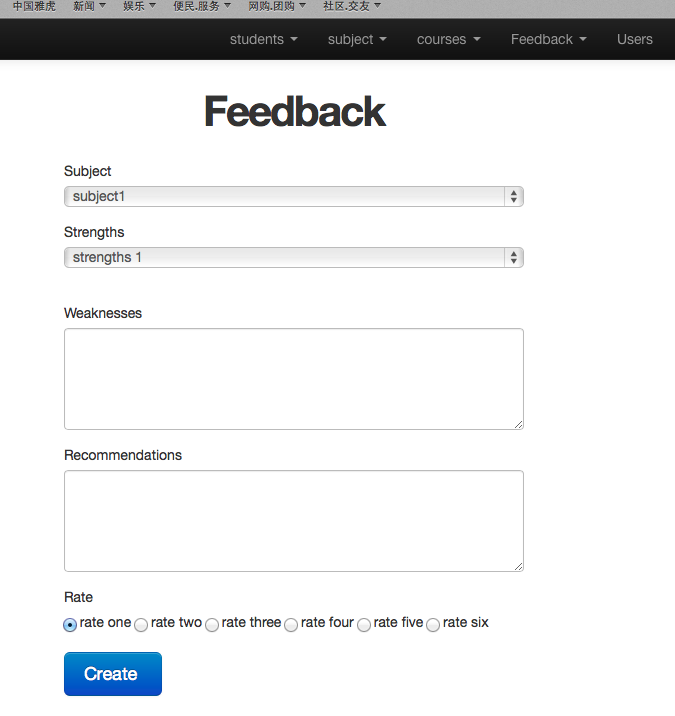 中国雅虎 新闻 娱乐 便民.服务 网购.团购 社区.交友
students subject courses Feedback Users
Feedback
Subject
subject1
Strengths
strengths 1
Weaknesses
Recommendations
Rate
rate one rate two rate three rate four rate five rate six
Create